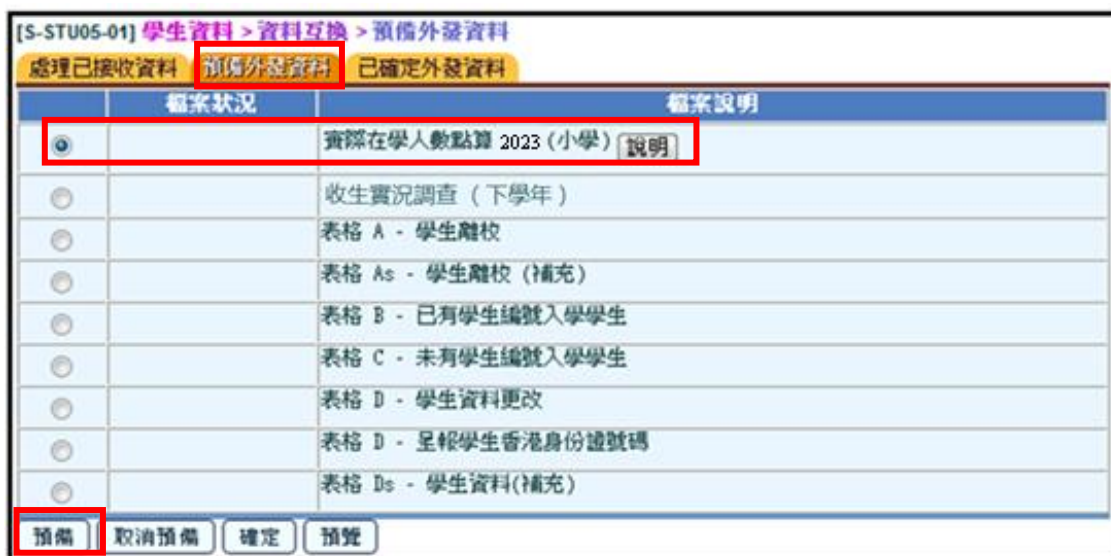 [S-STU05-01] 學生資料 > 資料互換 > 預備外發資料
處理已接收資料 預備外發資料 已確定外發資料
檔案狀況 檔案說明
實際在學人數點算 2023 (小學) 說明
收生實況調查 ( 下學年 )
表格 A - 學生離校
表格 As - 學生離校 (補充)
表格 B - 已有學生編號入學學生
表格 C - 未有學生編號入學學生
表格 D - 學生資料更改
表格 D - 呈報學生香港身份證號碼
表格 Ds - 學生資料(補充)
預備 取消預備 確定 預覽